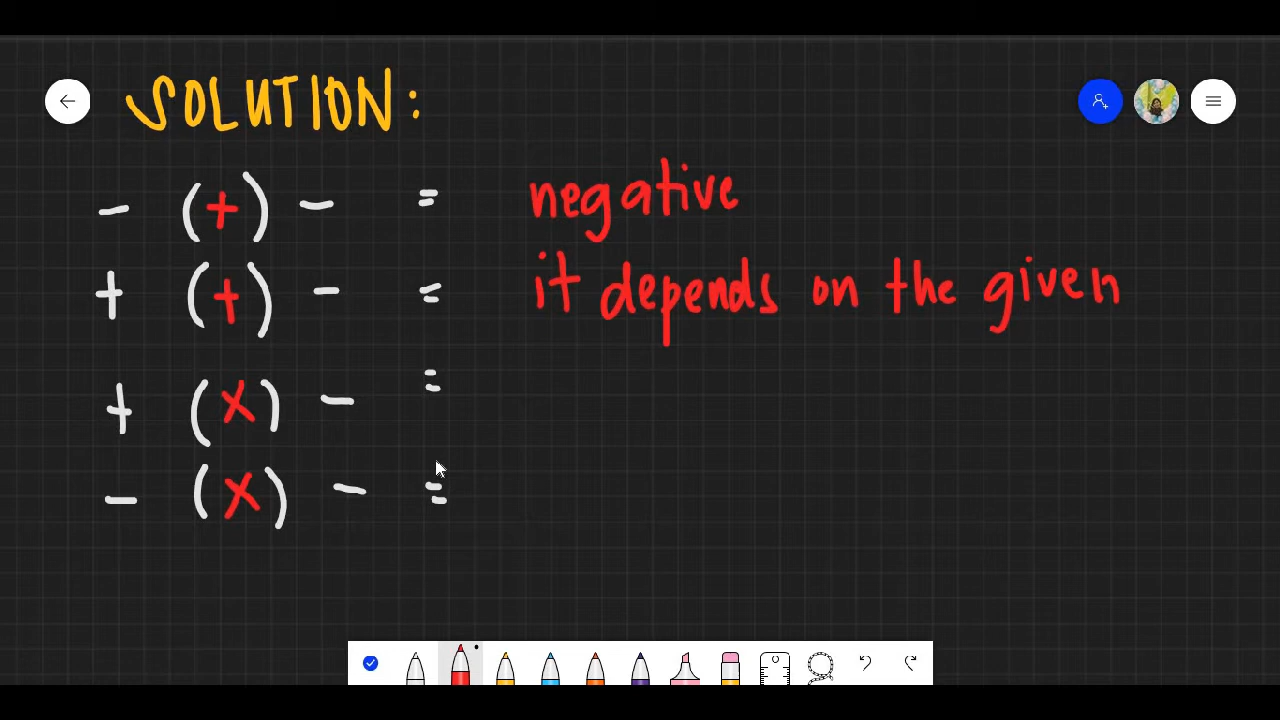 SOLUTION:
- (+) - = negative
+ (+) - = it depends on the given
+ (x) - =
- (x) - =